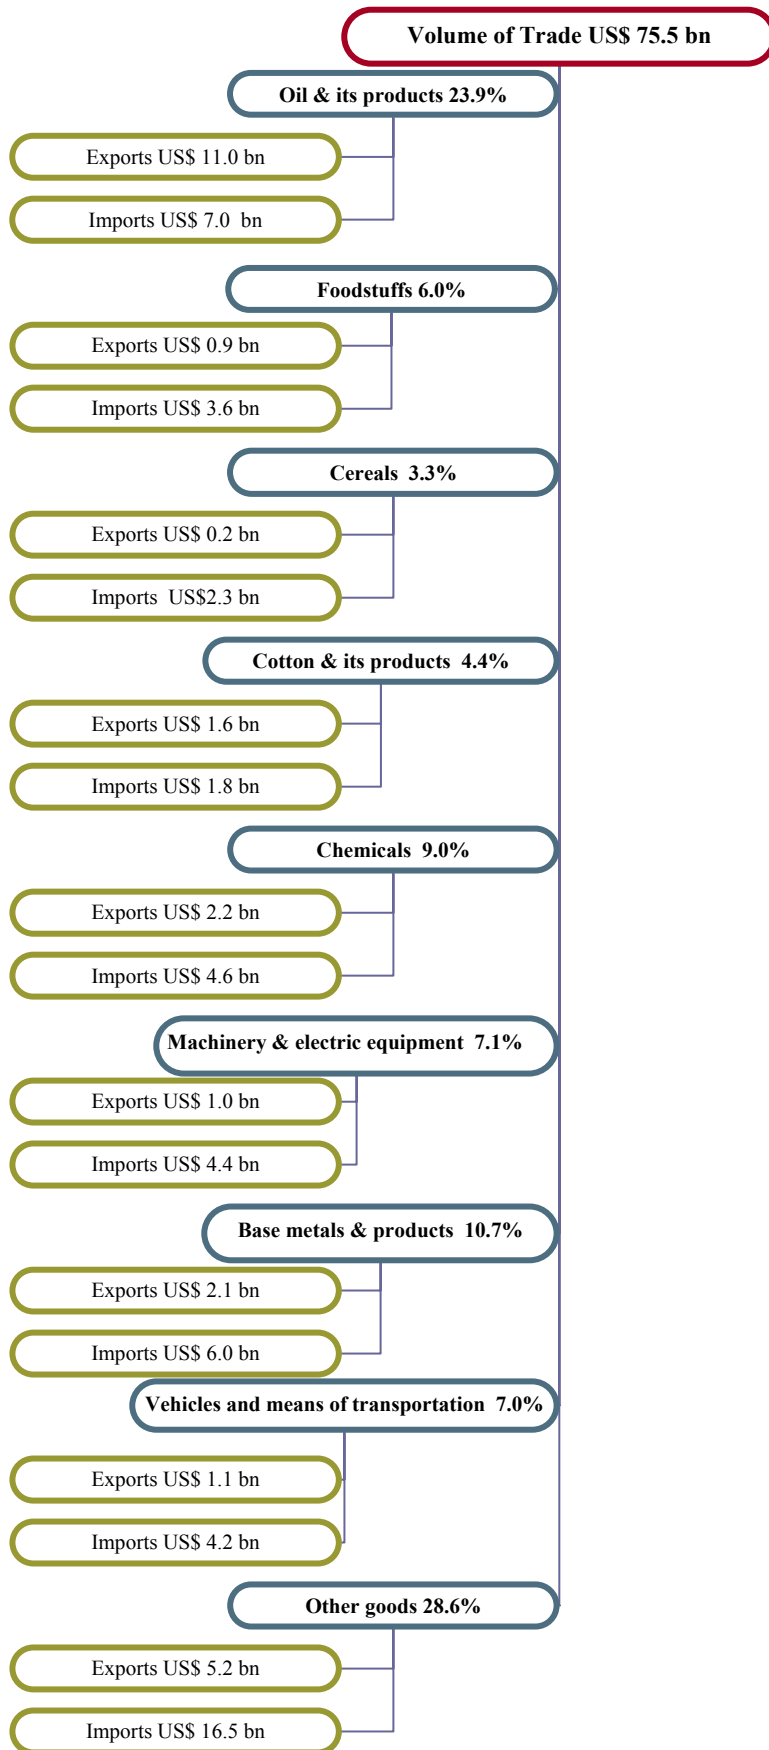 Volume of Trade US$ 75.5 bn
Oil & its products 23.9%
Exports US$ 11.0 bn
Imports US$ 7.0 bn
Foodstuffs 6.0%
Exports US$ 0.9 bn
Imports US$ 3.6 bn
Cereals 3.3%
Exports US$ 0.2 bn
Imports US$2.3 bn
Cotton & its products 4.4%
Exports US$ 1.6 bn
Imports US$ 1.8 bn
Chemicals 9.0%
Exports US$ 2.2 bn
Imports US$ 4.6 bn
Machinery & electric equipment 7.1%
Exports US$ 1.0 bn
Imports US$ 4.4 bn
Base metals & products 10.7%
Exports US$ 2.1 bn
Imports US$ 6.0 bn
Vehicles and means of transportation 7.0%
Exports US$ 1.1 bn
Imports US$ 4.2 bn
Other goods 28.6%
Exports US$ 5.2 bn
Imports US$ 16.5 bn